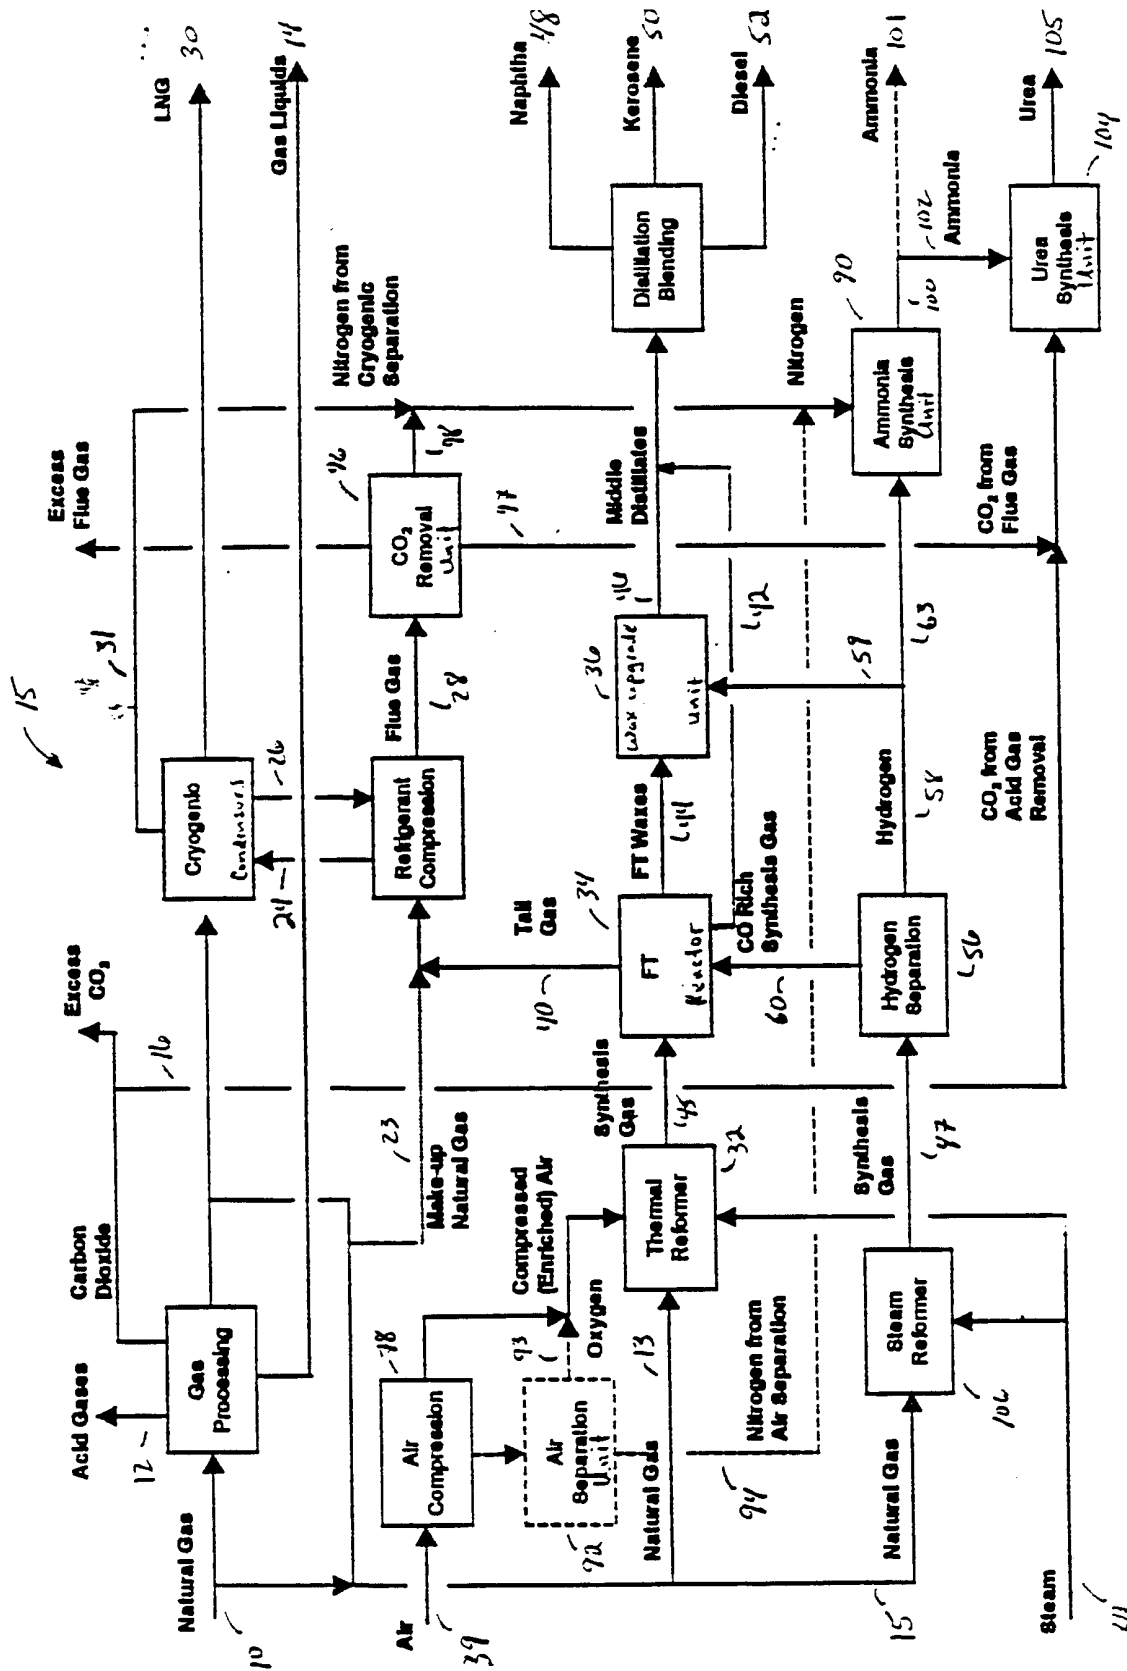 15
Natural Gas
10
Acid Gases
12
Gas
Processing
Carbon
Dioxide
16
Excess
CO₂
Cryogenic
Condensers
24
26
31
Excess
Flue Gas
LNG
30
Gas Liquids
14
Nitrogen from
Cryogenic
Separation
Air
39
Air
Compression
78
Make-up
Natural Gas
23
Refrigerant
Compression
Flue Gas
28
CO₂
Removal
Unit
96
98
97
Air
Separation
Unit
92
93
Oxygen
Compressed
(Enriched) Air
Natural Gas
13
Thermal
Reformer
32
Synthesis
Gas
45
Tail
Gas
40
FT
Reactor
34
FT Waxes
44
Wax upgrade
unit
36
46
Middle
Distillates
42
CO Rich
Synthesis Gas
Distillation
Blending
Naphtha
48
Kerosene
50
Diesel
52
Nitrogen from
Air Separation
94
Nitrogen
Natural Gas
15
Steam
Reformer
106
Synthesis
Gas
47
Hydrogen
Separation
56
60
Hydrogen
58
59
63
Ammonia
Synthesis
Unit
90
100
Ammonia
101
102
Ammonia
Steam
CO₂ from
Acid Gas
Removal
CO₂ from
Flue Gas
Urea
Synthesis
Unit
104
Urea
105